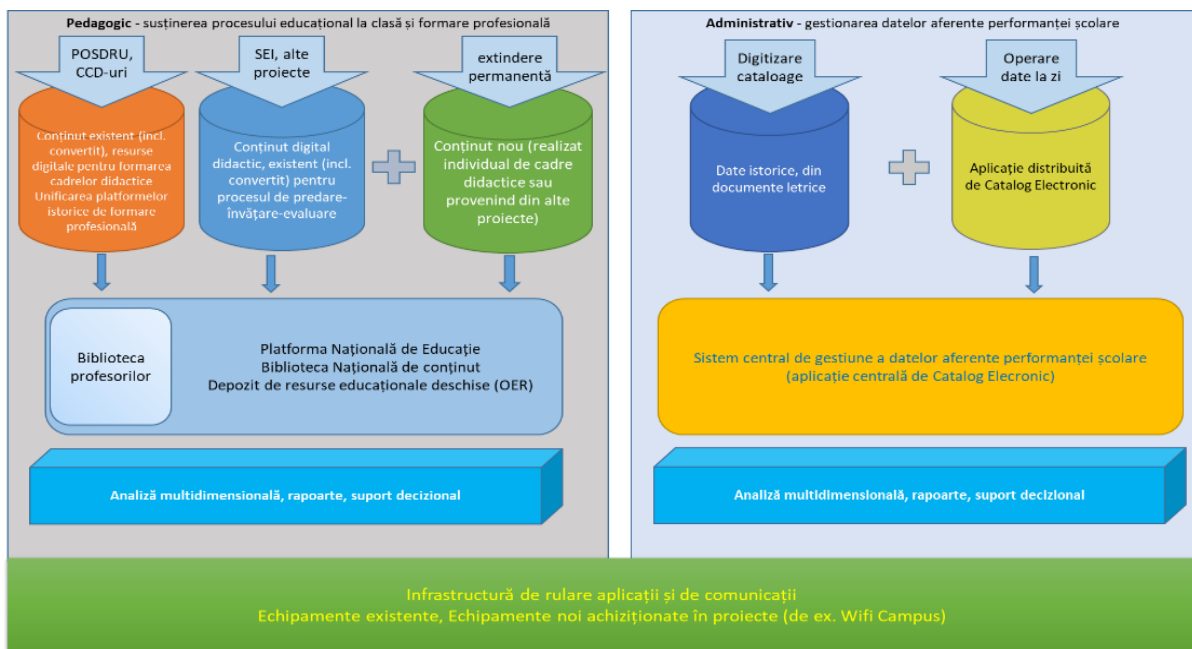 Pedagogic - susținerea procesului educațional la clasă și formare profesională
POSDRU,
CCD-uri
SEI, alte
proiecte
extindere
permanentă
Conținut existent (incl.
convertit), resurse
digitale pentru formarea
cadrelor didactice
Unificarea platformelor
istorice de formare
profesională
Conținut digital
didactic, existent (incl.
convertit) pentru
procesul de predare-
învățare-evaluare
Conținut nou (realizat
individual de cadre
didactice sau
provenind din alte
proiecte)
Biblioteca
profesorilor
Platforma Națională de Educație
Biblioteca Națională de conținut
Depozit de resurse educaționale deschise (OER)
Analiză multidimensională, rapoarte, suport decizional
Administrativ - gestionarea datelor aferente performanței școlare
Digitizare
cataloage
Operare
date la zi
Date istorice, din
documente letrice
Aplicație distribuită
de Catalog Electronic
Sistem central de gestiune a datelor aferente performanței școlare
(aplicație centrală de Catalog Elecronic)
Analiză multidimensională, rapoarte, suport decizional
Infrastructură de rulare aplicații și de comunicații
Echipamente existente, Echipamente noi achiziționate în proiecte (de ex. Wifi Campus)